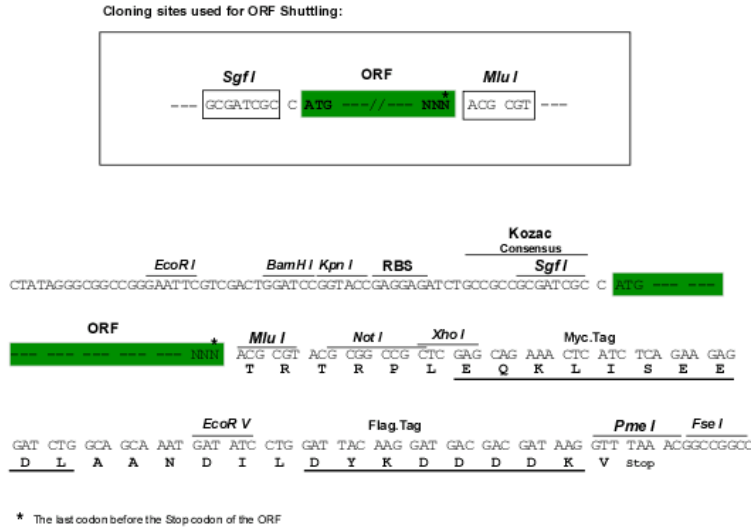 Cloning sites used for ORF Shuttling:
Sgf I ORF Mlu I
*
--- GCGATCGC C ATG ---//--- NNN ACG CGT ---
Kozac
Consensus
EcoR I BamH I Kpn I RBS Sgf I
CTATAGGGCGGCCGGGAATTCGTCGACTGGATCCGGTACCGAGGAGATCTGCCGCCGCGATCGC C ATG --- ---
ORF
* Mlu I Not I Xho I Myc.Tag
--- --- --- --- --- NNN ACG CGT ACG CGG CCG CTC GAG CAG AAA CTC ATC TCA GAA GAG
T R T R P L E Q K L I S E E
EcoR V Flag.Tag Pme I Fse I
GAT CTG GCA GCA AAT GAT ATC CTG GAT TAC AAG GAT GAC GAC GAT AAG GTT TAA ACGGCCGGCC
D L A A N D I L D Y K D D D D K V Stop
* The last codon before the Stop codon of the ORF